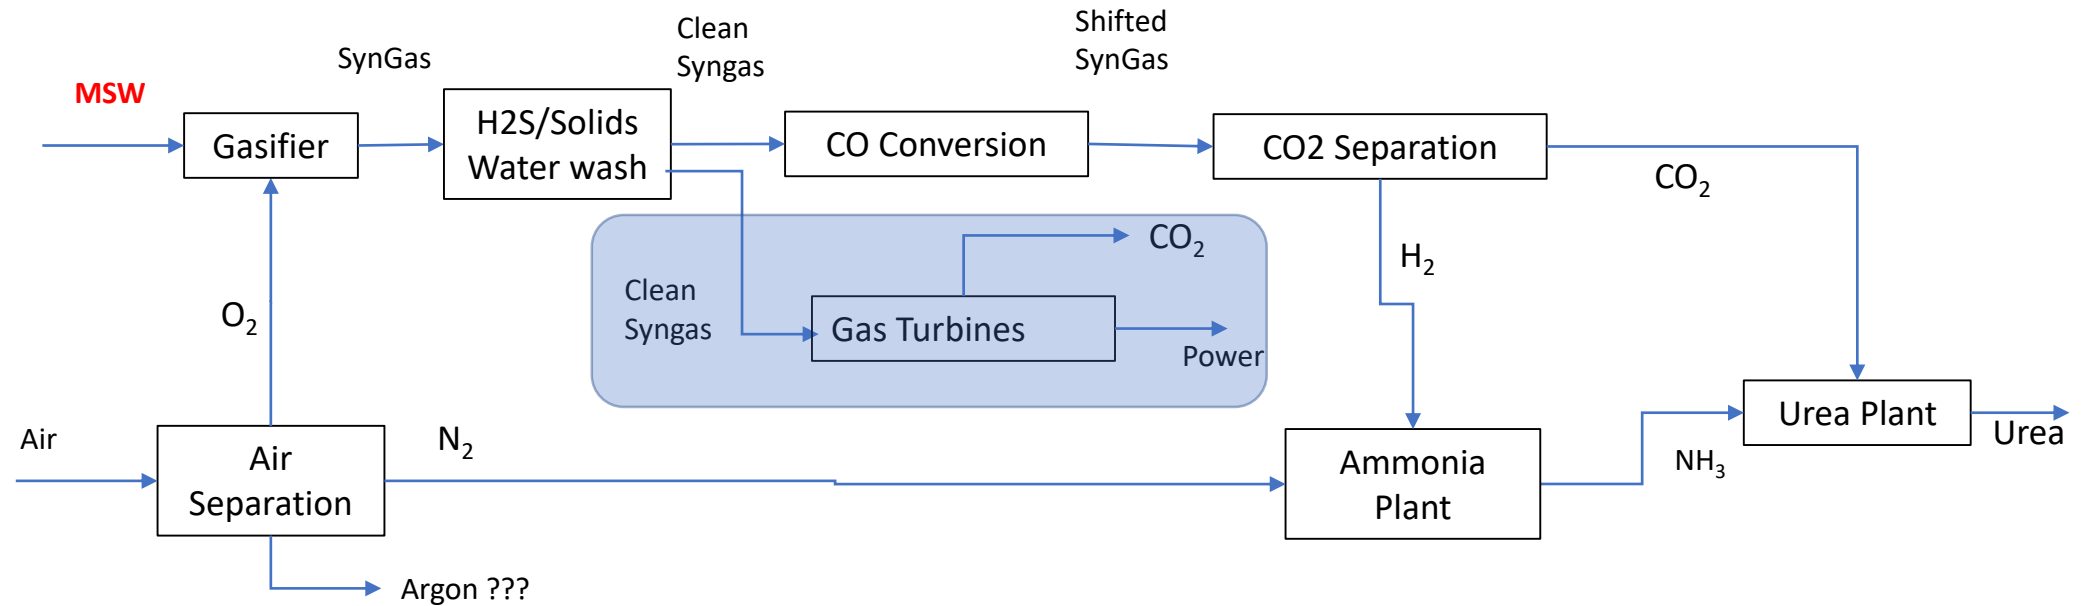 MSW
SynGas
Clean
Syngas
Shifted
SynGas
Gasifier
H2S/Solids
Water wash
CO Conversion
CO2 Separation
CO₂
O₂
Clean
Syngas
Gas Turbines
CO₂
Power
H₂
Air
Air
Separation
N₂
Argon ???
Ammonia
Plant
NH₃
Urea Plant
Urea